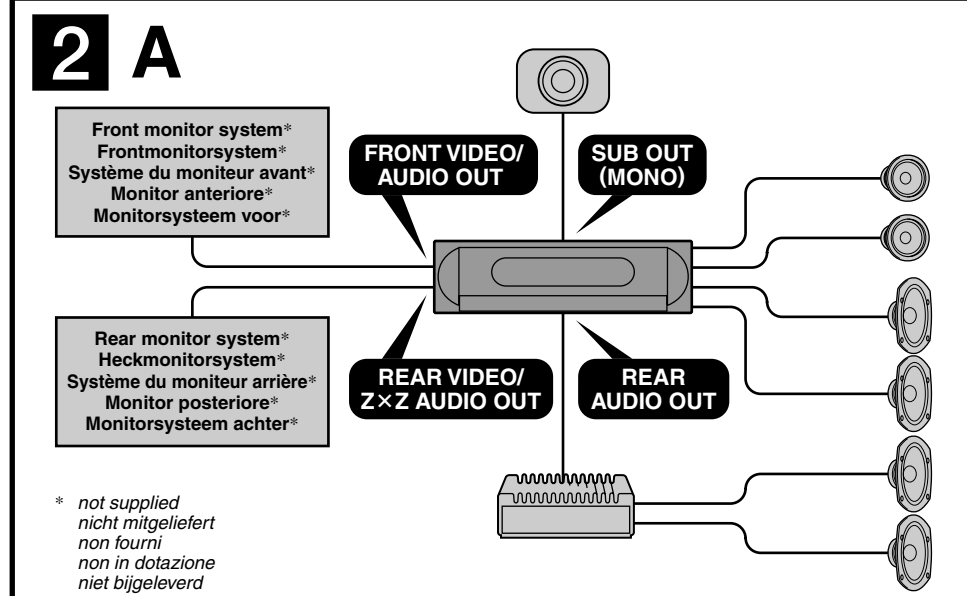 2 A
Front monitor system*
Frontmonitorsystem*
Système du moniteur avant*
Monitor anteriore*
Monitorsysteem voor*
FRONT VIDEO/
AUDIO OUT
SUB OUT
(MONO)
Rear monitor system*
Heckmonitorsystem*
Système du moniteur arrière*
Monitor posteriore*
Monitorsysteem achter*
REAR VIDEO/
Z×Z AUDIO OUT
REAR
AUDIO OUT
* not supplied
nicht mitgeliefert
non fourni
non in dotazione
niet bijgeleverd